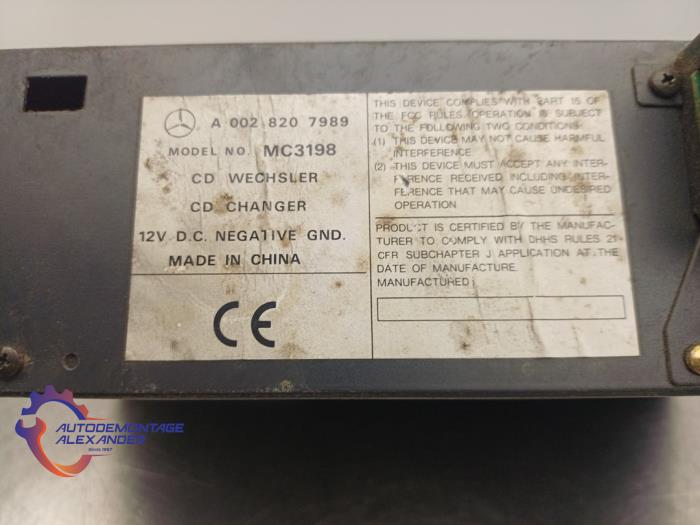 A 002 820 7989
MODEL NO. MC3198
CD WECHSLER
CD CHANGER
12V D.C. NEGATIVE GND.
MADE IN CHINA
CE
THIS DEVICE COMPLIES WITH PART 15 OF
THE FCC RULES OPERATION IS SUBJECT
TO THE FOLLOWING TWO CONDITIONS:
(1) THIS DEVICE MAY NOT CAUSE HARMFUL
INTERFERENCE.
(2) THIS DEVICE MUST ACCEPT ANY INTER-
FERENCE RECEIVED INCLUDING INTER-
FERENCE THAT MAY CAUSE UNDESIRED
OPERATION
PRODUCT IS CERTIFIED BY THE MANUFAC-
TURER TO COMPLY WITH DHHS RULES 21
CFR SUBCHAPTER J APPLICATION AT THE
DATE OF MANUFACTURE
MANUFACTURED:
AUTODEMONTAGE
ALEXANDER
Since 1967